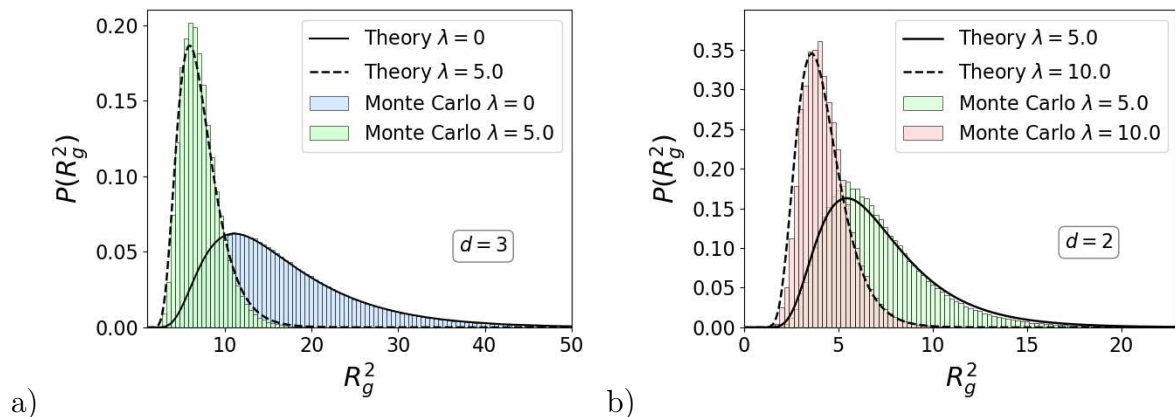 0.20
0.15
0.10
0.05
0.00
P(R_g^2)
10
20
30
40
50
R_g^2
Theory λ = 0
Theory λ = 5.0
Monte Carlo λ = 0
Monte Carlo λ = 5.0
d = 3
a)
0.35
0.30
0.25
0.20
0.15
0.10
0.05
0.00
P(R_g^2)
0
5
10
15
20
R_g^2
Theory λ = 5.0
Theory λ = 10.0
Monte Carlo λ = 5.0
Monte Carlo λ = 10.0
d = 2
b)